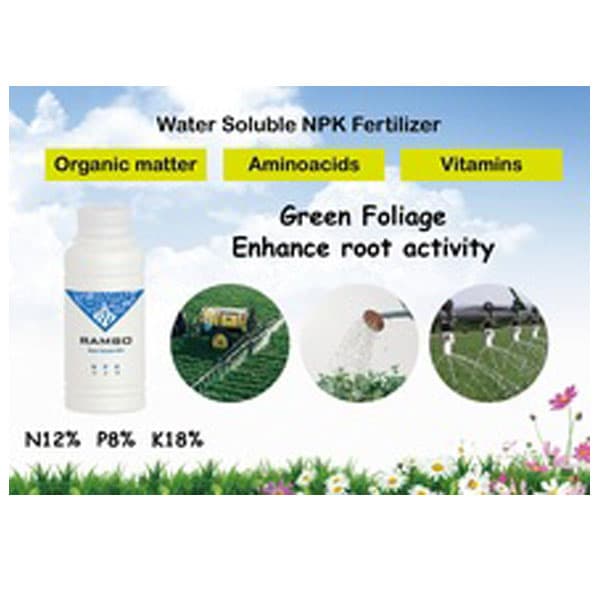 Water Soluble NPK Fertilizer
Organic matter
Aminoacids
Vitamins
Green Foliage
Enhance root activity
RAMBO
N12% P8% K18%